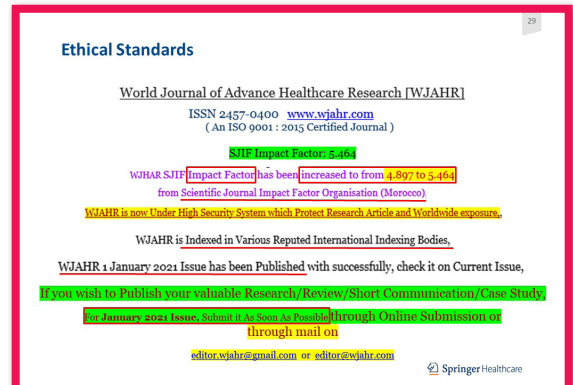 29
Ethical Standards
World Journal of Advance Healthcare Research [WJAHR]
ISSN 2457-0400 www.wjahr.com
( An ISO 9001 : 2015 Certified Journal )
SJIF Impact Factor: 5.464
WJHAR SJIF Impact Factor has been increased to from 4.897 to 5.464
from Scientific Journal Impact Factor Organisation (Morocco)
WJAHR is now Under High Security System which Protect Research Article and Worldwide exposure,,
WJAHR is Indexed in Various Reputed International Indexing Bodies,
WJAHR 1 January 2021 Issue has been Published with successfully, check it on Current Issue,
If you wish to Publish your valuable Research/Review/Short Communication/Case Study,
For January 2021 Issue, Submit it As Soon As Possible through Online Submission or
through mail on
editor.wjahr@gmail.com or editor@wjahr.com
Springer Healthcare